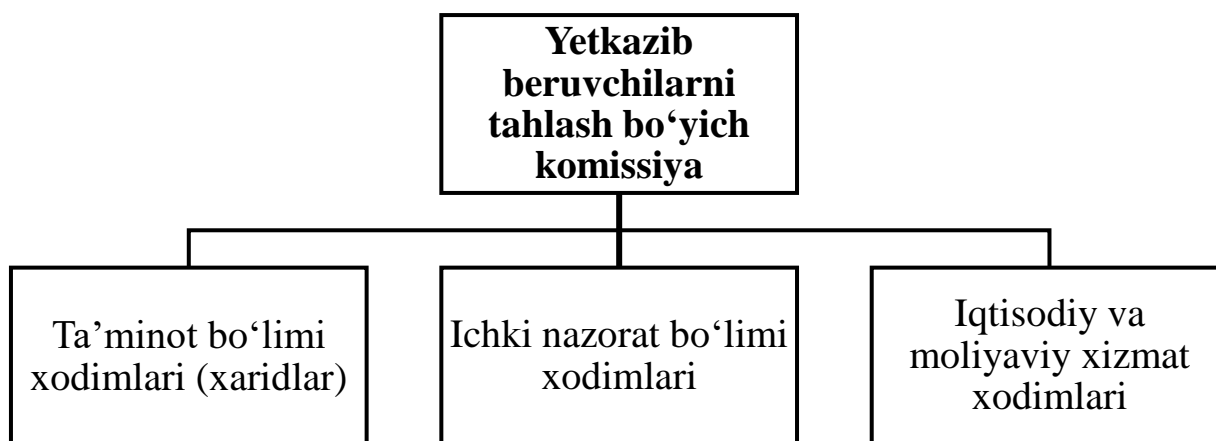 Yetkazib
beruvchilarni
tahlash bo‘yich
komissiya
Ta’minot bo‘limi
xodimlari (xaridlar)
Ichki nazorat bo‘limi
xodimlari
Iqtisodiy va
moliyaviy xizmat
xodimlari